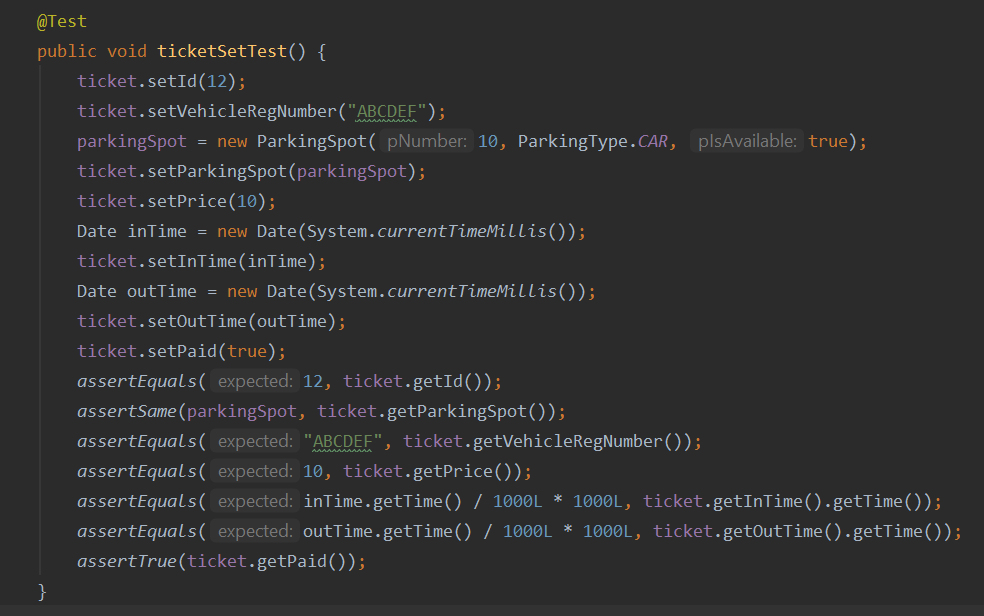 @Test
public void ticketSetTest() {
ticket.setId(12);
ticket.setVehicleRegNumber("ABCDEF");
parkingSpot = new ParkingSpot( pNumber: 10, ParkingType.CAR, pIsAvailable: true);
ticket.setParkingSpot(parkingSpot);
ticket.setPrice(10);
Date inTime = new Date(System.currentTimeMillis());
ticket.setInTime(inTime);
Date outTime = new Date(System.currentTimeMillis());
ticket.setOutTime(outTime);
ticket.setPaid(true);
assertEquals( expected: 12, ticket.getId());
assertSame(parkingSpot, ticket.getParkingSpot());
assertEquals( expected: "ABCDEF", ticket.getVehicleRegNumber());
assertEquals( expected: 10, ticket.getPrice());
assertEquals( expected: inTime.getTime() / 1000L * 1000L, ticket.getInTime().getTime());
assertEquals( expected: outTime.getTime() / 1000L * 1000L, ticket.getOutTime().getTime());
assertTrue(ticket.getPaid());
}